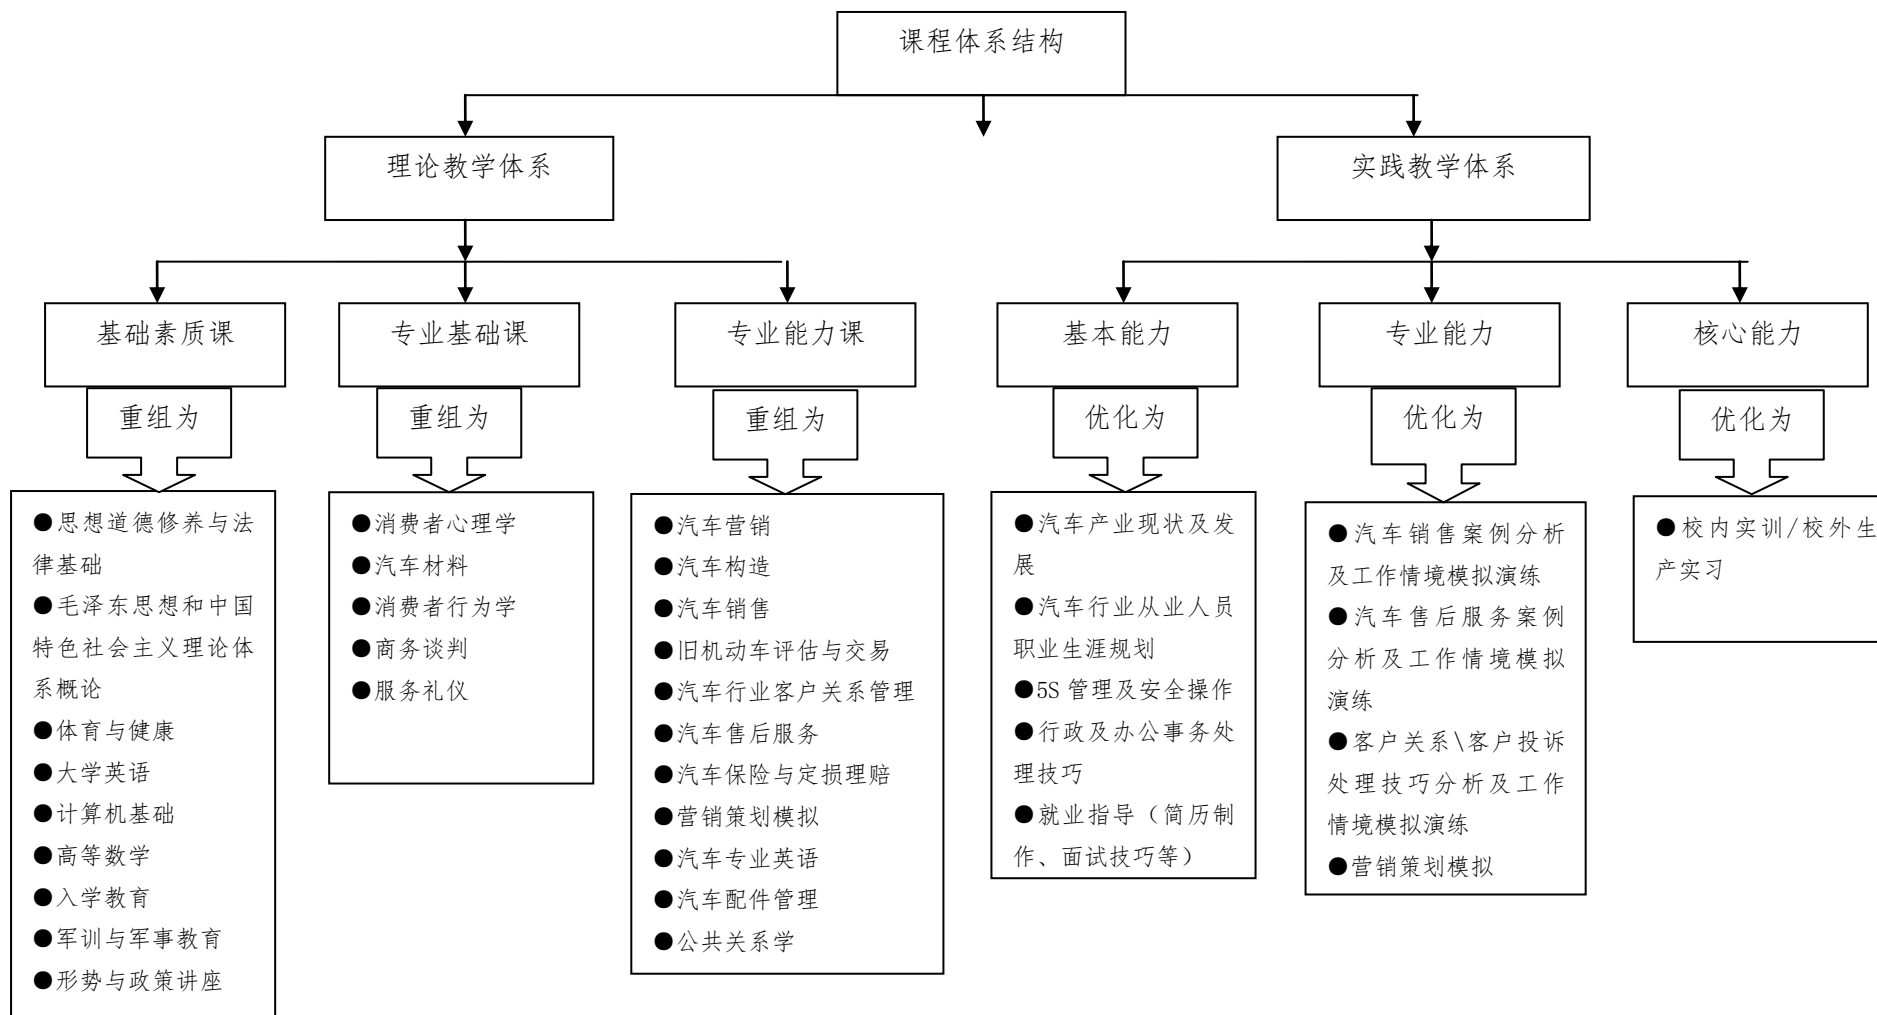 课程体系结构
理论教学体系
实践教学体系
基础素质课
专业基础课
专业能力课
基本能力
专业能力
核心能力
重组为
重组为
重组为
优化为
优化为
优化为
●思想道德修养与法
律基础
●毛泽东思想和中国
特色社会主义理论体
系概论
●体育与健康
●大学英语
●计算机基础
●高等数学
●入学教育
●军训与军事教育
●形势与政策讲座
●消费者心理学
●汽车材料
●消费者行为学
●商务谈判
●服务礼仪
●汽车营销
●汽车构造
●汽车销售
●旧机动车评估与交易
●汽车行业客户关系管理
●汽车售后服务
●汽车保险与定损理赔
●营销策划模拟
●汽车专业英语
●汽车配件管理
●公共关系学
●汽车产业现状及发
展
●汽车行业从业人员
职业生涯规划
●5S 管理及安全操作
●行政及办公事务处
理技巧
●就业指导（简历制
作、面试技巧等）
●汽车销售案例分析
及工作情境模拟演练
●汽车售后服务案例
分析及工作情境模拟
演练
●客户关系\客户投诉
处理技巧分析及工作
情境模拟演练
●营销策划模拟
●校内实训/校外生
产实习